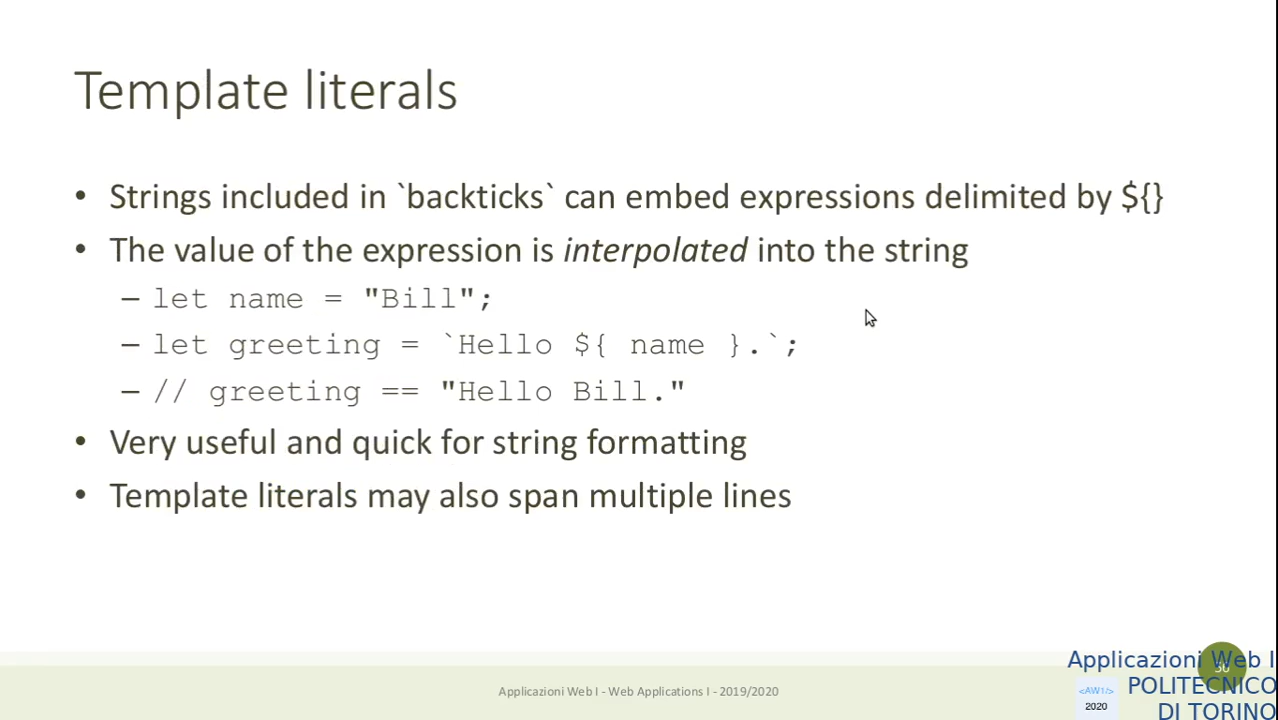 Template literals
• Strings included in `backticks` can embed expressions delimited by ${}
• The value of the expression is interpolated into the string
– let name = "Bill";
– let greeting = `Hello ${ name }.`;
– // greeting == "Hello Bill."
• Very useful and quick for string formatting
• Template literals may also span multiple lines
Applicazioni Web I - Web Applications I - 2019/2020
Applicazioni Web I
POLITECNICO
DI TORINO
<AW1/>
2020